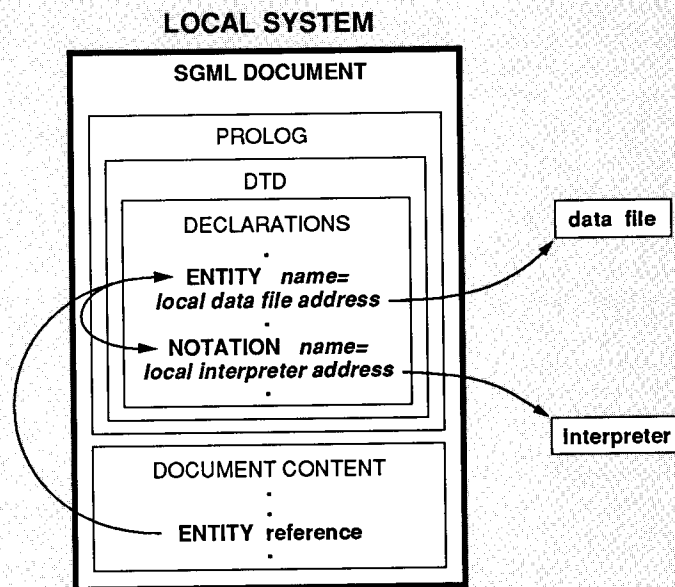 LOCAL SYSTEM
SGML DOCUMENT
PROLOG
DTD
DECLARATIONS
.
ENTITY name=
local data file address
.
NOTATION name=
local interpreter address
.
DOCUMENT CONTENT
.
.
ENTITY reference
.
data file
Interpreter